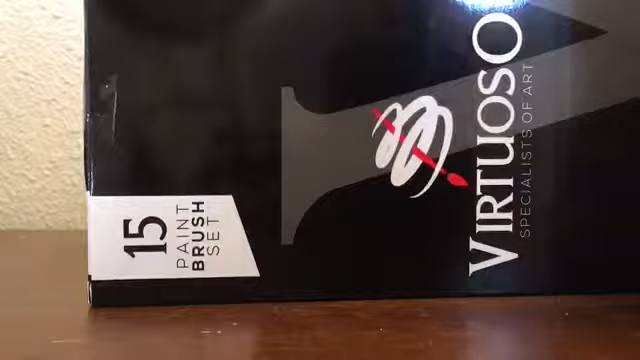 VIRTUOSO
SPECIALISTS OF ART
15
PAINT
BRUSH
SET